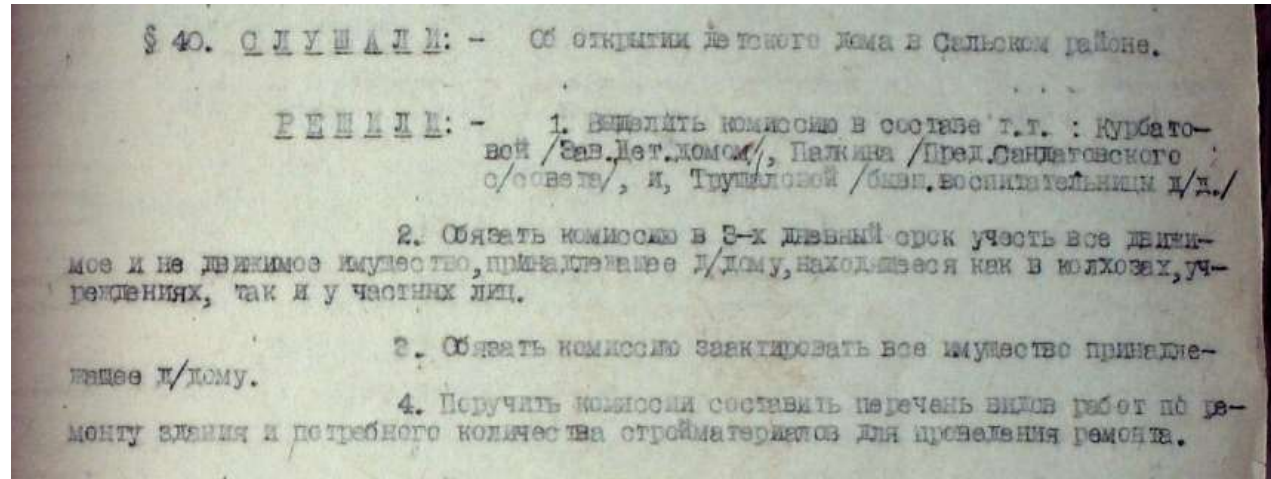 § 40. СЛУШАЛИ: - Об открытии детского дома в Сальском районе.
РЕШИЛИ: - 1. Выделить комиссию в составе т.т. : Курбато-
вой /Зав.Дет.домом/, Палкина /Пред.Сандатовского
с/совета/, и, Трушаловой /бывш.воспитательницы д/д./
2. Обязать комиссию в 3-х дневный срок учесть все движи-
мое и не движимое имущество,принадлежащее д/дому,находящееся как в колхозах,уч-
реждениях, так и у частных лиц.
3. Обязать комиссию заактировать все имущество принадле-
жащее д/дому.
4. Поручить комиссии составить перечень видов работ по ре-
монту здания и потребного количества стройматериалов для проведения ремонта.